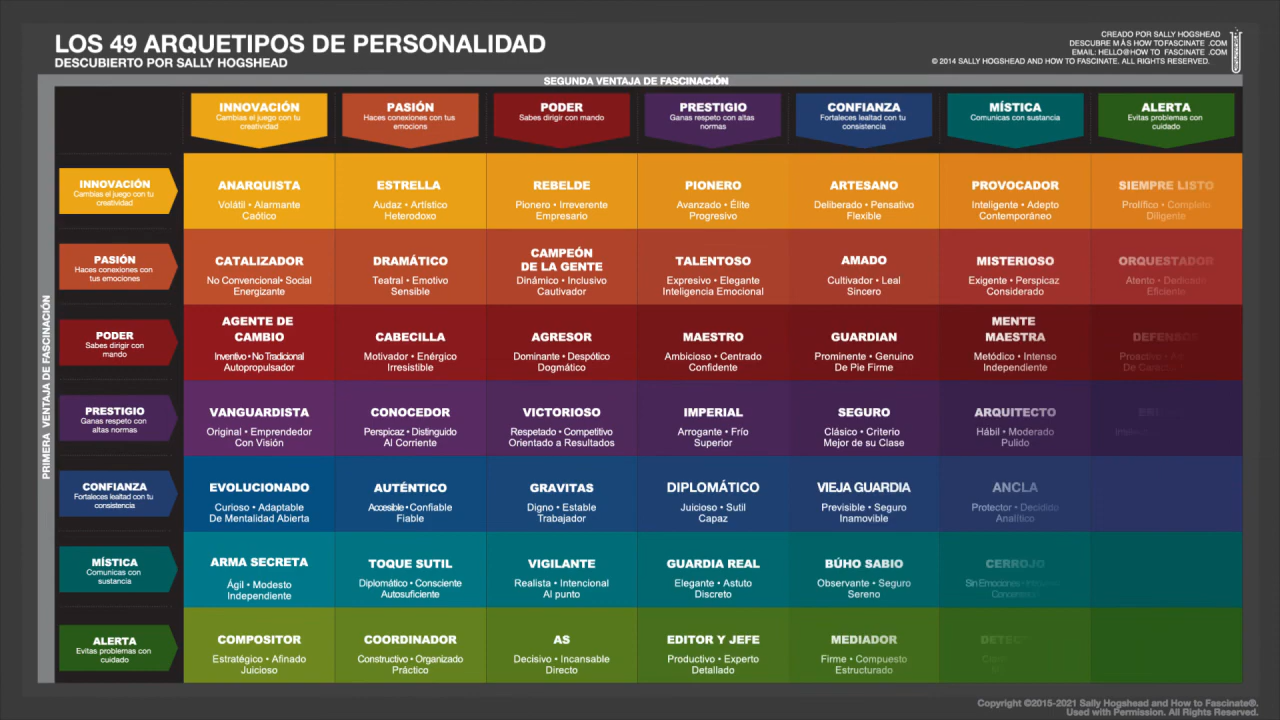 LOS 49 ARQUETIPOS DE PERSONALIDAD
DESCUBIERTO POR SALLY HOGSHEAD
CREADO POR SALLY HOGSHEAD
DESCUBRE MÁS HOW TO FASCINATE .COM
EMAIL: HELLO@HOW TO FASCINATE .COM
© 2014 SALLY HOGSHEAD AND HOW TO FASCINATE. ALL RIGHTS RESERVED.
SEGUNDA VENTAJA DE FASCINACIÓN
INNOVACIÓN
Cambias el juego con tu
creatividad
PASIÓN
Haces conexiones con tus
emocions
PODER
Sabes dirigir con mando
PRESTIGIO
Ganas respeto con altas
normas
CONFIANZA
Fortaleces lealtad con tu
consistencia
MÍSTICA
Comunicas con sustancia
ALERTA
Evitas problemas con
cuidado
PRIMERA VENTAJA DE FASCINACIÓN
INNOVACIÓN
Cambias el juego con tu
creatividad
ANARQUISTA
Volátil • Alarmante
Caótico
ESTRELLA
Audaz • Artístico
Heterodoxo
REBELDE
Pionero • Irreverente
Empresario
PIONERO
Avanzado • Élite
Progresivo
ARTESANO
Deliberado • Pensativo
Flexible
PROVOCADOR
Inteligente • Adepto
Contemporáneo
SIEMPRE LISTO
Prolífico • Completo
Diligente
PASIÓN
Haces conexiones con
tus emociones
CATALIZADOR
No Convencional• Social
Energizante
DRAMÁTICO
Teatral • Emotivo
Sensible
CAMPEÓN
DE LA GENTE
Dinámico • Inclusivo
Cautivador
TALENTOSO
Expresivo • Elegante
Inteligencia Emocional
AMADO
Cultivador • Leal
Sincero
MISTERIOSO
Exigente • Perspicaz
Considerado
ORQUESTADOR
Atento • Dedicado
Eficiente
PODER
Sabes dirigir con
mando
AGENTE DE
CAMBIO
Inventivo • No Tradicional
Autopropulsador
CABECILLA
Motivador • Enérgico
Irresistible
AGRESOR
Dominante • Despótico
Dogmático
MAESTRO
Ambicioso • Centrado
Confidente
GUARDIAN
Prominente • Genuino
De Pie Firme
MENTE
MAESTRA
Metódico • Intenso
Independiente
PRESTIGIO
Ganas respeto con
altas normas
VANGUARDISTA
Original • Emprendedor
Con Visión
CONOCEDOR
Perspicaz • Distinguido
Al Corriente
VICTORIOSO
Respetado • Competitivo
Orientado a Resultados
IMPERIAL
Arrogante • Frío
Superior
SEGURO
Clásico • Criterio
Mejor de su Clase
ARQUITECTO
Hábil • Moderado
Pulido
CONFIANZA
Fortaleces lealtad con tu
consistencia
EVOLUCIONADO
Curioso • Adaptable
De Mentalidad Abierta
AUTÉNTICO
Accesible • Confiable
Fiable
GRAVITAS
Digno • Estable
Trabajador
DIPLOMÁTICO
Juicioso • Sutil
Capaz
VIEJA GUARDIA
Previsible • Seguro
Inamovible
ANCLA
Protector • Decidido
Analítico
MÍSTICA
Comunicas con
sustancia
ARMA SECRETA
Ágil • Modesto
Independiente
TOQUE SUTIL
Diplomático • Consciente
Autosuficiente
VIGILANTE
Realista • Intencional
Al punto
GUARDIA REAL
Elegante • Astuto
Discreto
BÚHO SABIO
Observante • Seguro
Sereno
CERROJO
Sin Emociones •
ALERTA
Evitas problemas con
cuidado
COMPOSITOR
Estratégico • Afinado
Juicioso
COORDINADOR
Constructivo • Organizado
Práctico
AS
Decisivo • Incansable
Directo
EDITOR Y JEFE
Productivo • Experto
Detallado
MEDIADOR
Firme • Compuesto
Estructurado
Copyright ©2015-2021 Sally Hogshead and How to Fascinate®.
Used with Permission. All Rights Reserved.